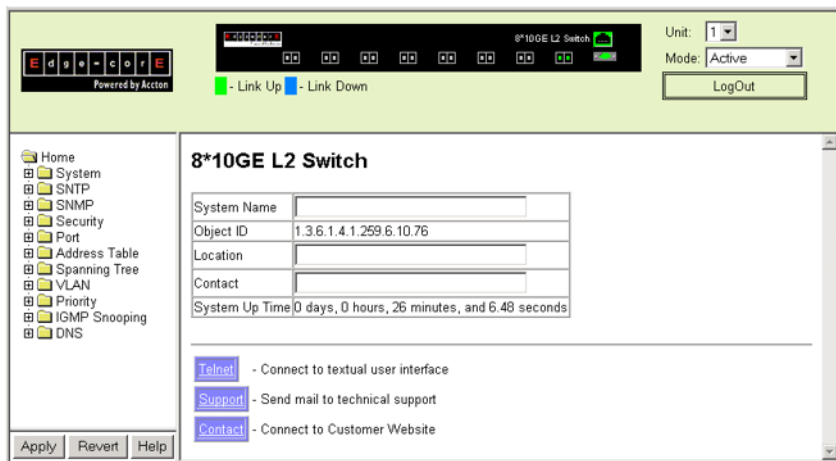 Edge-corE
Powered by Accton
8*10GE L2 Switch
- Link Up - Link Down
Unit: 1
Mode: Active
LogOut
Home
System
SNTP
SNMP
Security
Port
Address Table
Spanning Tree
VLAN
Priority
IGMP Snooping
DNS
Apply Revert Help
8*10GE L2 Switch
System Name
Object ID 1.3.6.1.4.1.259.6.10.76
Location
Contact
System Up Time 0 days, 0 hours, 26 minutes, and 6.48 seconds
Telnet - Connect to textual user interface
Support - Send mail to technical support
Contact - Connect to Customer Website